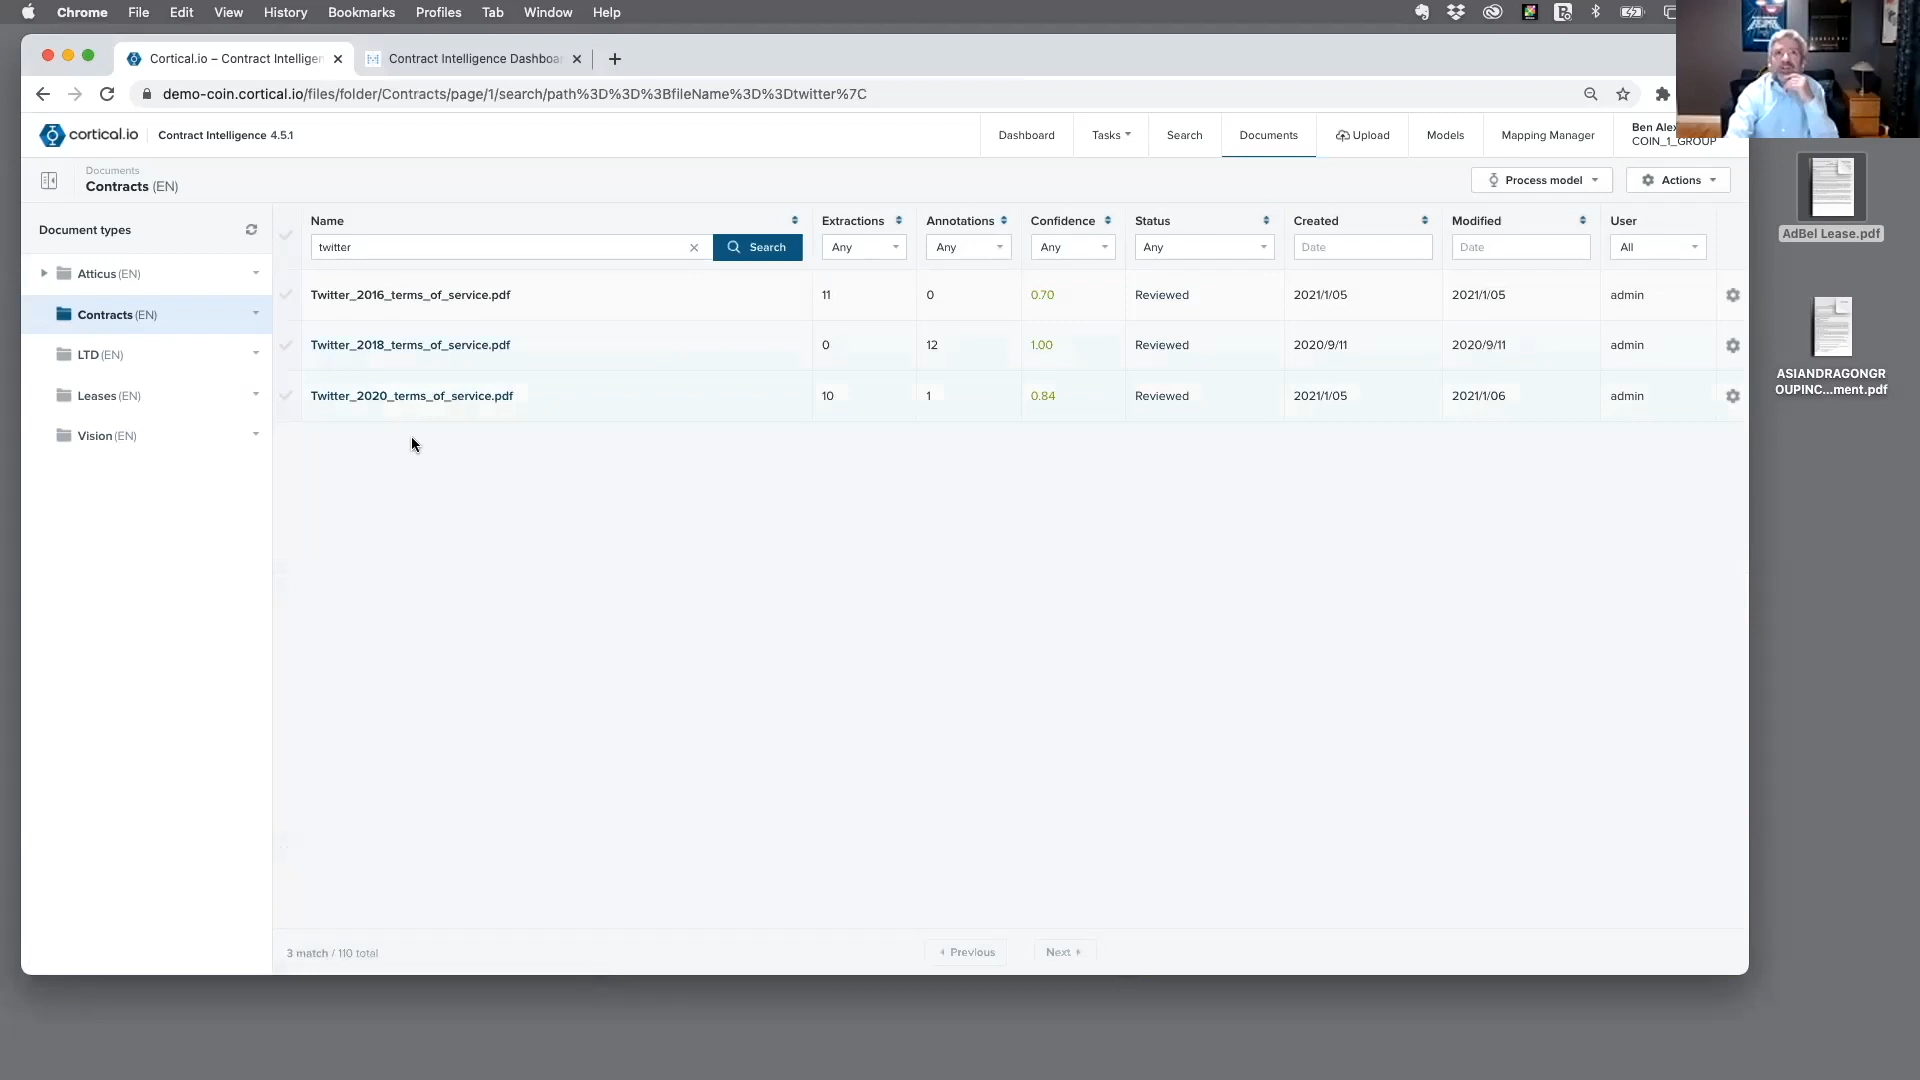 Chrome File Edit View History Bookmarks Profiles Tab Window Help
Cortical.io – Contract Intelligen
Contract Intelligence Dashboa
demo-coin.cortical.io/files/folder/Contracts/page/1/search/path%3D%3D%3BfileName%3D%3Dtwitter%7C
cortical.io Contract Intelligence 4.5.1
Dashboard Tasks Search Documents Upload Models Mapping Manager
Ben Alex
COIN_1_GROUP
Documents
Contracts (EN)
Process model Actions
Document types
Atticus (EN)
Contracts (EN)
LTD (EN)
Leases (EN)
Vision (EN)
Name Extractions Annotations Confidence Status Created Modified User
twitter Search Any Any Any Any Date Date All
Twitter_2016_terms_of_service.pdf 11 0 0.70 Reviewed 2021/1/05 2021/1/05 admin
Twitter_2018_terms_of_service.pdf 0 12 1.00 Reviewed 2020/9/11 2020/9/11 admin
Twitter_2020_terms_of_service.pdf 10 1 0.84 Reviewed 2021/1/05 2021/1/06 admin
3 match / 110 total
Previous Next
AdBel Lease.pdf
ASIANDRAGONGR
OUPINC...ment.pdf